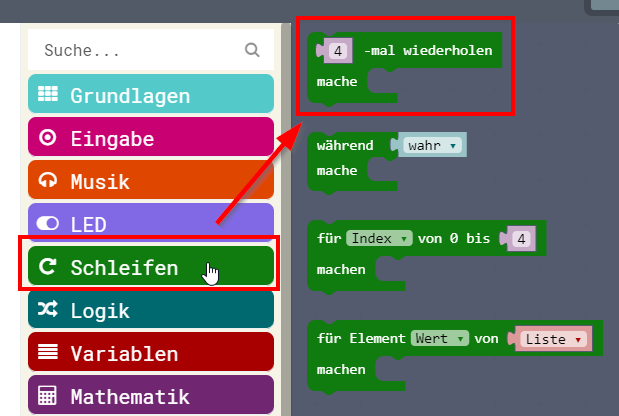 Suche...
Grundlagen
Eingabe
Musik
LED
Schleifen
Logik
Variablen
Mathematik
4 -mal wiederholen
mache
während wahr
mache
für Index von 0 bis 4
machen
für Element Wert von Liste
machen